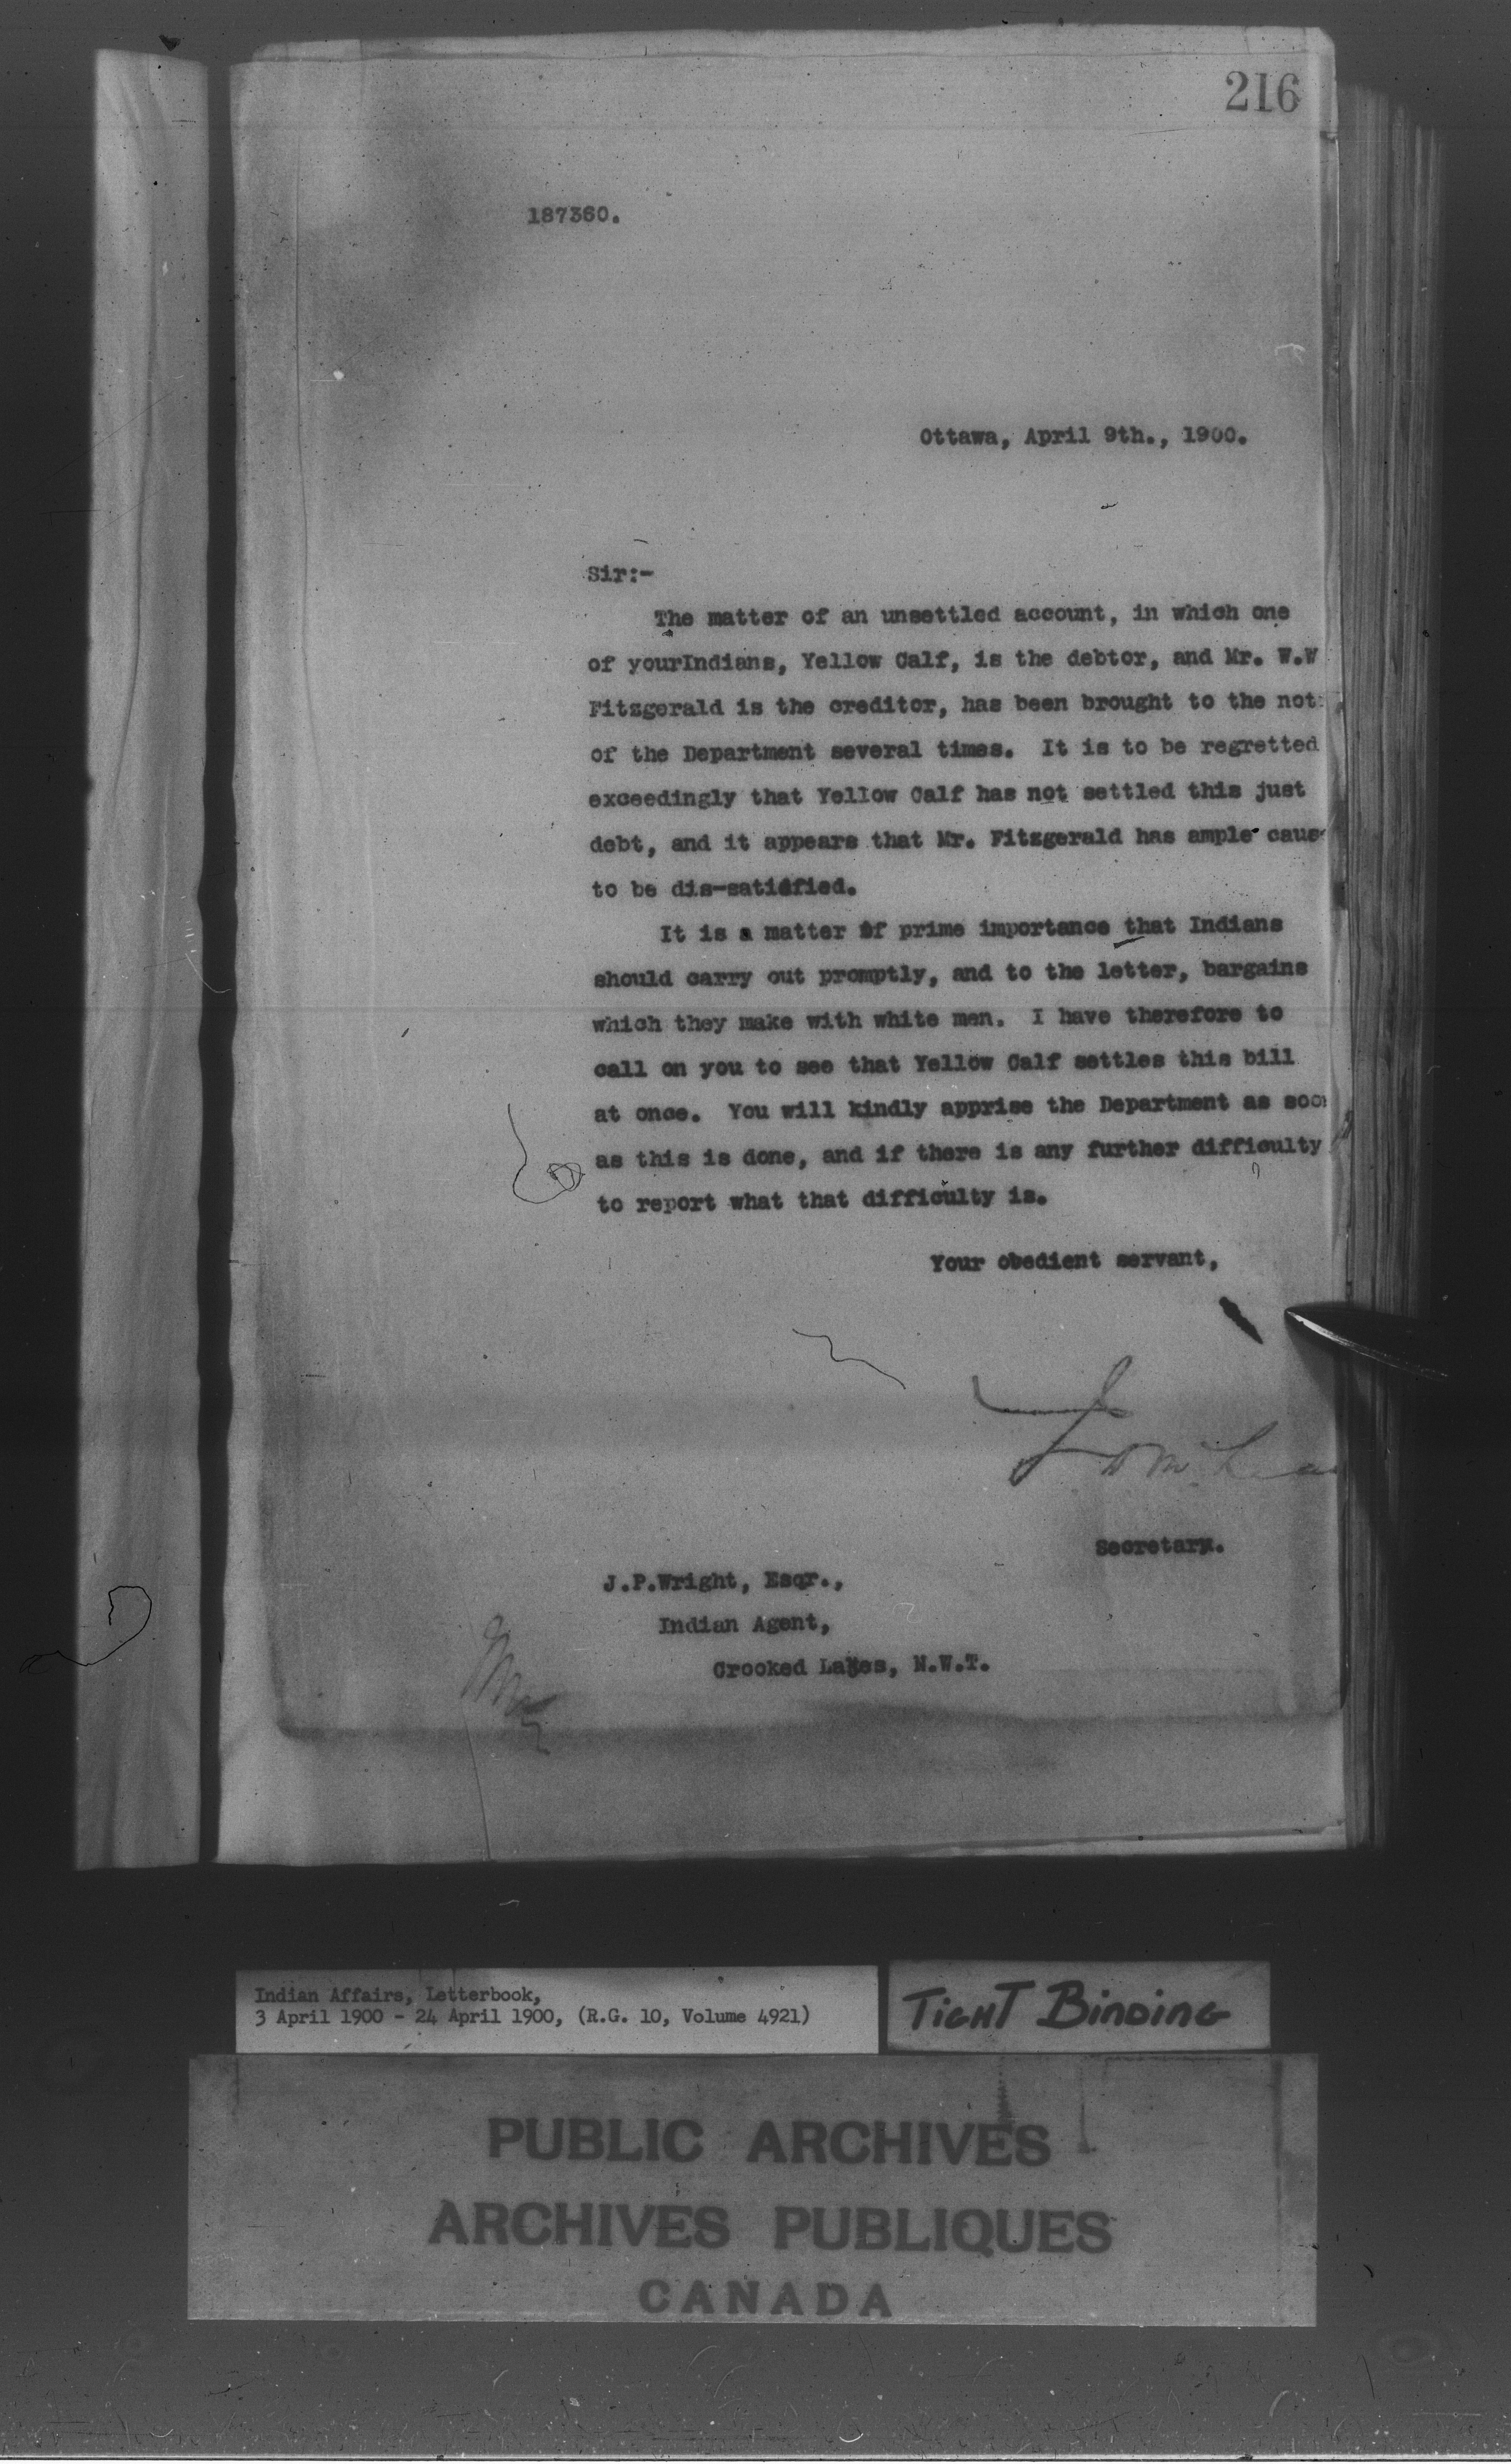 216
187360.
Ottawa, April 9th., 1900.
Sir:-
The matter of an unsettled account, in which one
of yourIndians, Yellow Calf, is the debtor, and Mr. W.W
Fitzgerald is the creditor, has been brought to the not
of the Department several times. It is to be regretted
exceedingly that Yellow Calf has not settled this just
debt, and it appears that Mr. Fitzgerald has ample caus
to be dis-satisfied.
It is a matter of prime importance that Indians
should carry out promptly, and to the letter, bargains
which they make with white men. I have therefore to
call on you to see that Yellow Calf settles this bill
at once. You will kindly apprise the Department as soo
as this is done, and if there is any further difficulty
to report what that difficulty is.
Your obedient servant,
J D McLea
Secretary.
J.P.Wright, Esqr.,
Indian Agent,
Crooked Lakes, N.W.T.
Indian Affairs, Letterbook,
3 April 1900 - 24 April 1900, (R.G. 10, Volume 4921)
TIGHT BINDING
PUBLIC ARCHIVES
ARCHIVES PUBLIQUES
CANADA